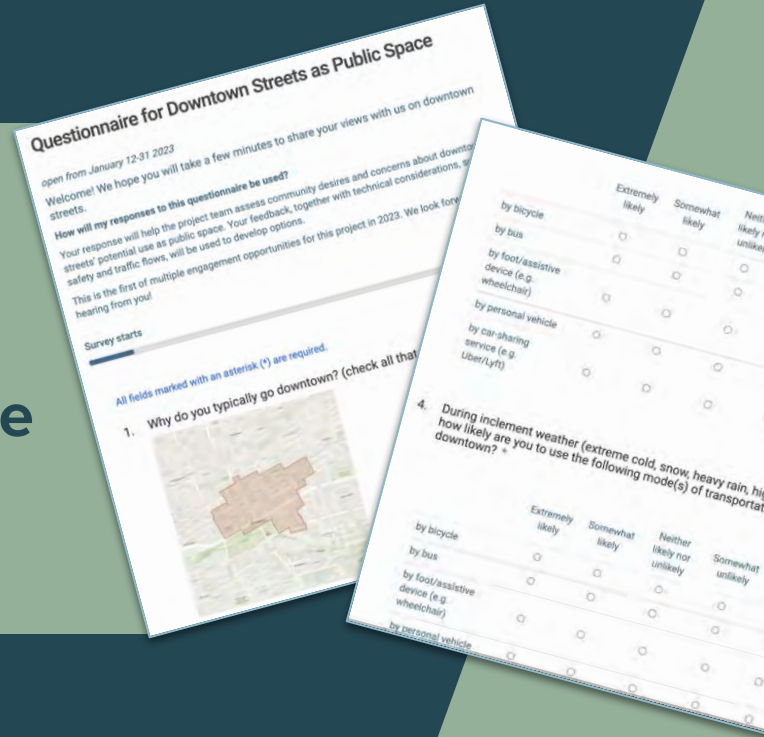 e
Questionnaire for Downtown Streets as Public Space
open from January 12-31 2023
Welcome! We hope you will take a few minutes to share your views with us on downtown
streets.
How will my responses to this questionnaire be used?
Your response will help the project team assess community desires and concerns about
streets' potential use as public space. Your feedback, together with technical considerations,
safety and traffic flows, will be used to develop options.
This is the first of multiple engagement opportunities for this project in 2023. We look
hearing from you!
Survey starts
All fields marked with an asterisk (*) are required.
1. Why do you typically go downtown? (check all that
Extremely
likely
Somewhat
likely
by bicycle
by bus
by foot/assistive
device (e.g.
wheelchair)
by personal vehicle
by car-sharing
service (e.g.
Uber/Lyft)
4. During inclement weather (extreme cold, snow, heavy rain,
how likely are you to use the following mode(s) of
downtown? *
Extremely
likely
Somewhat
likely
Neither
likely nor
unlikely
Somewhat
unlikely
by bicycle
by bus
by foot/assistive
device (e.g.
wheelchair)
by personal vehicle